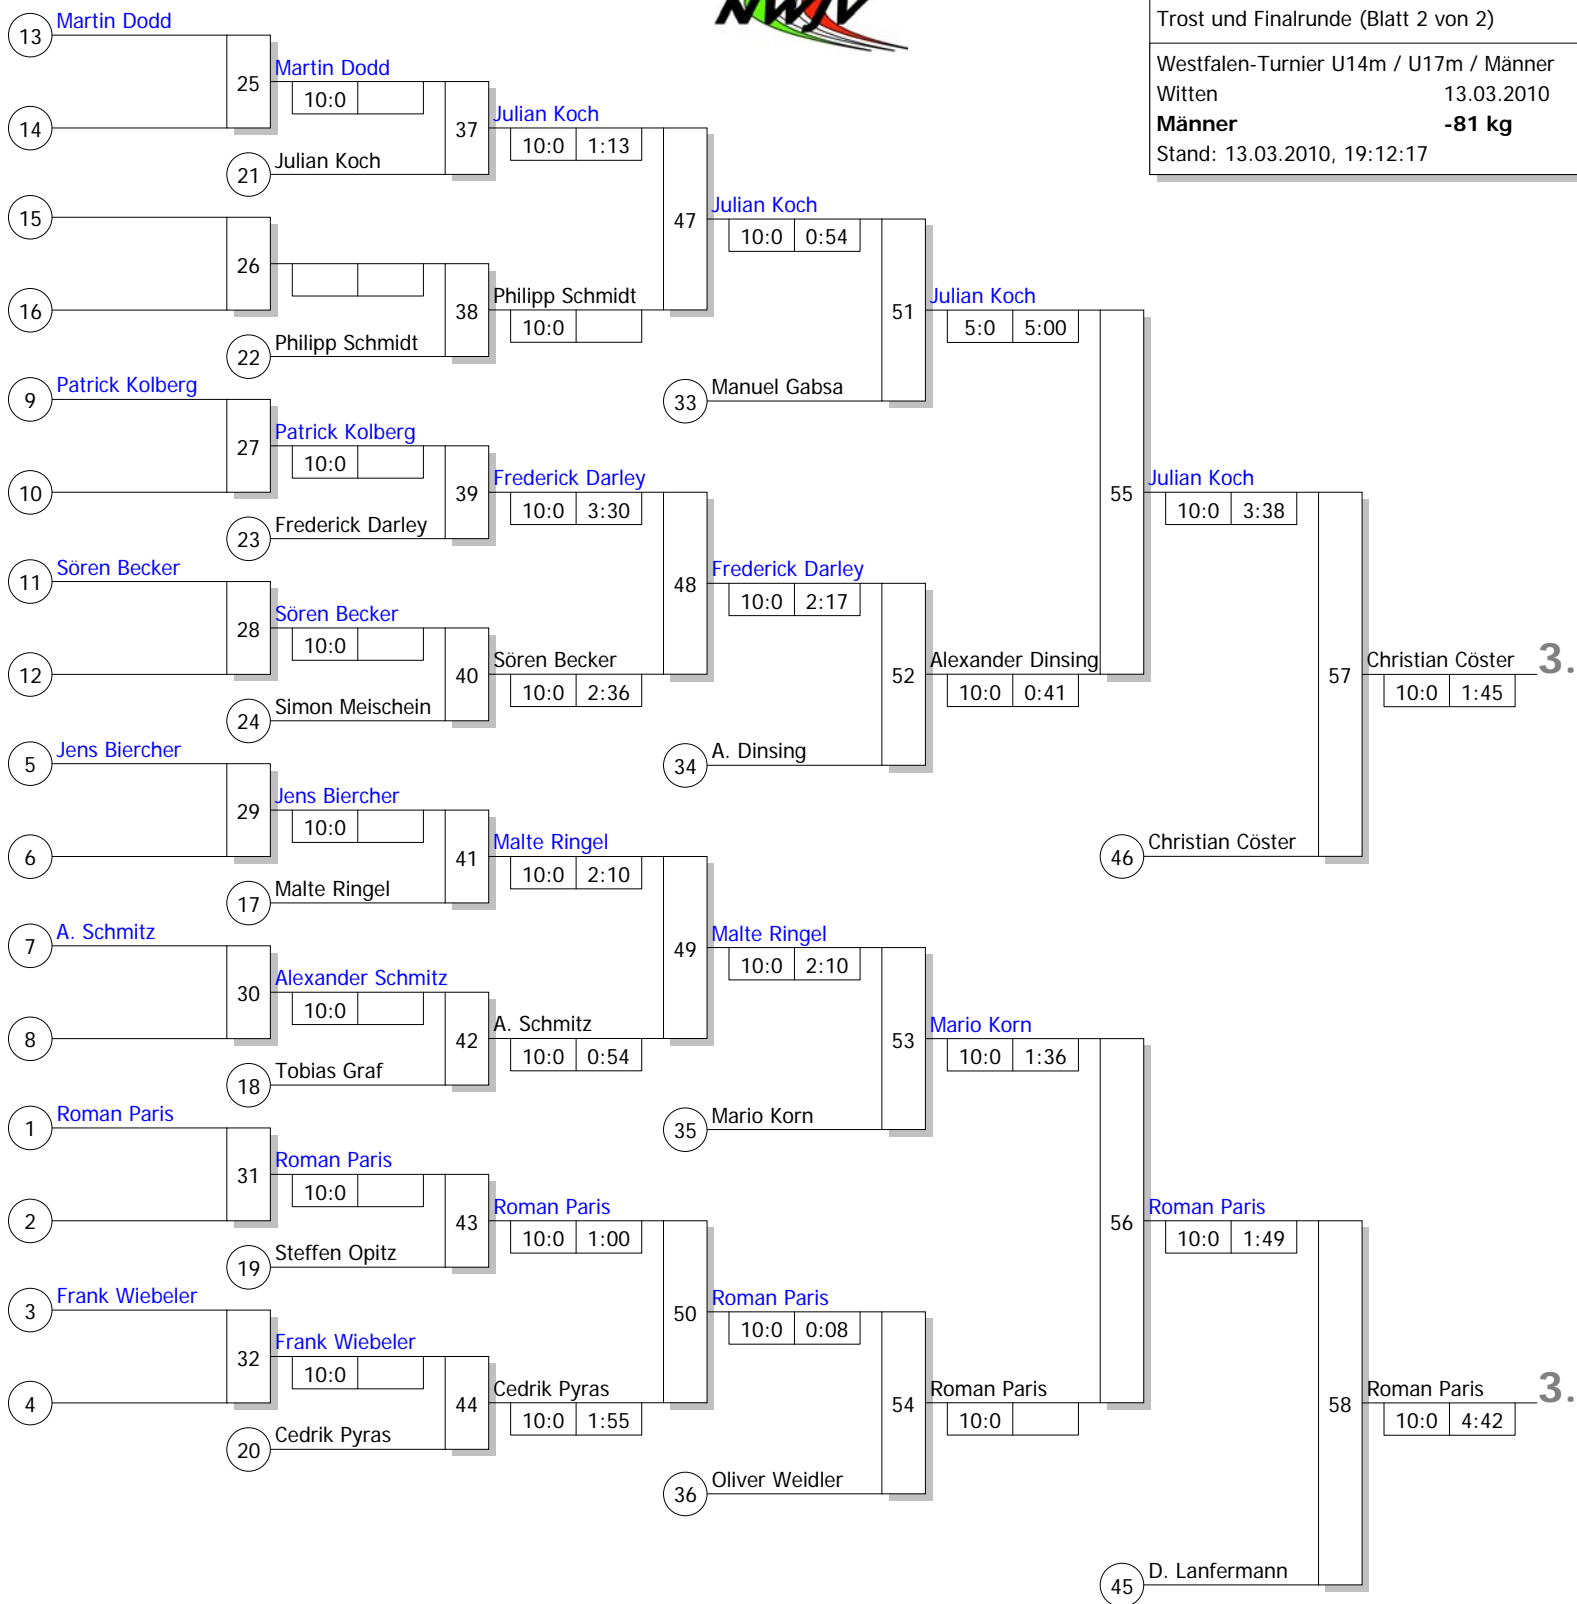 NWJV
Trost und Finalrunde (Blatt 2 von 2)
Westfalen-Turnier U14m / U17m / Männer
Witten 13.03.2010
Männer -81 kg
Stand: 13.03.2010, 19:12:17
13 Martin Dodd
14
25 Martin Dodd
10:0
21 Julian Koch
37 Julian Koch
10:0 1:13
15
16
26
22 Philipp Schmidt
38 Philipp Schmidt
10:0
47 Julian Koch
10:0 0:54
33 Manuel Gabsa
51 Julian Koch
5:0 5:00
9 Patrick Kolberg
10
27 Patrick Kolberg
10:0
23 Frederick Darley
39 Frederick Darley
10:0 3:30
11 Sören Becker
12
28 Sören Becker
10:0
24 Simon Meischein
40 Sören Becker
10:0 2:36
48 Frederick Darley
10:0 2:17
34 A. Dinsing
52 Alexander Dinsing
10:0 0:41
55 Julian Koch
10:0 3:38
46 Christian Cöster
57 Christian Cöster 3.
10:0 1:45
5 Jens Biercher
6
29 Jens Biercher
10:0
17 Malte Ringel
41 Malte Ringel
10:0 2:10
7 A. Schmitz
8
30 Alexander Schmitz
10:0
18 Tobias Graf
42 A. Schmitz
10:0 0:54
49 Malte Ringel
10:0 2:10
35 Mario Korn
53 Mario Korn
10:0 1:36
1 Roman Paris
2
31 Roman Paris
10:0
19 Steffen Opitz
43 Roman Paris
10:0 1:00
3 Frank Wiebeler
4
32 Frank Wiebeler
10:0
20 Cedrik Pyras
44 Cedrik Pyras
10:0 1:55
50 Roman Paris
10:0 0:08
36 Oliver Weidler
54 Roman Paris
10:0
56 Roman Paris
10:0 1:49
45 D. Lanfermann
58 Roman Paris 3.
10:0 4:42